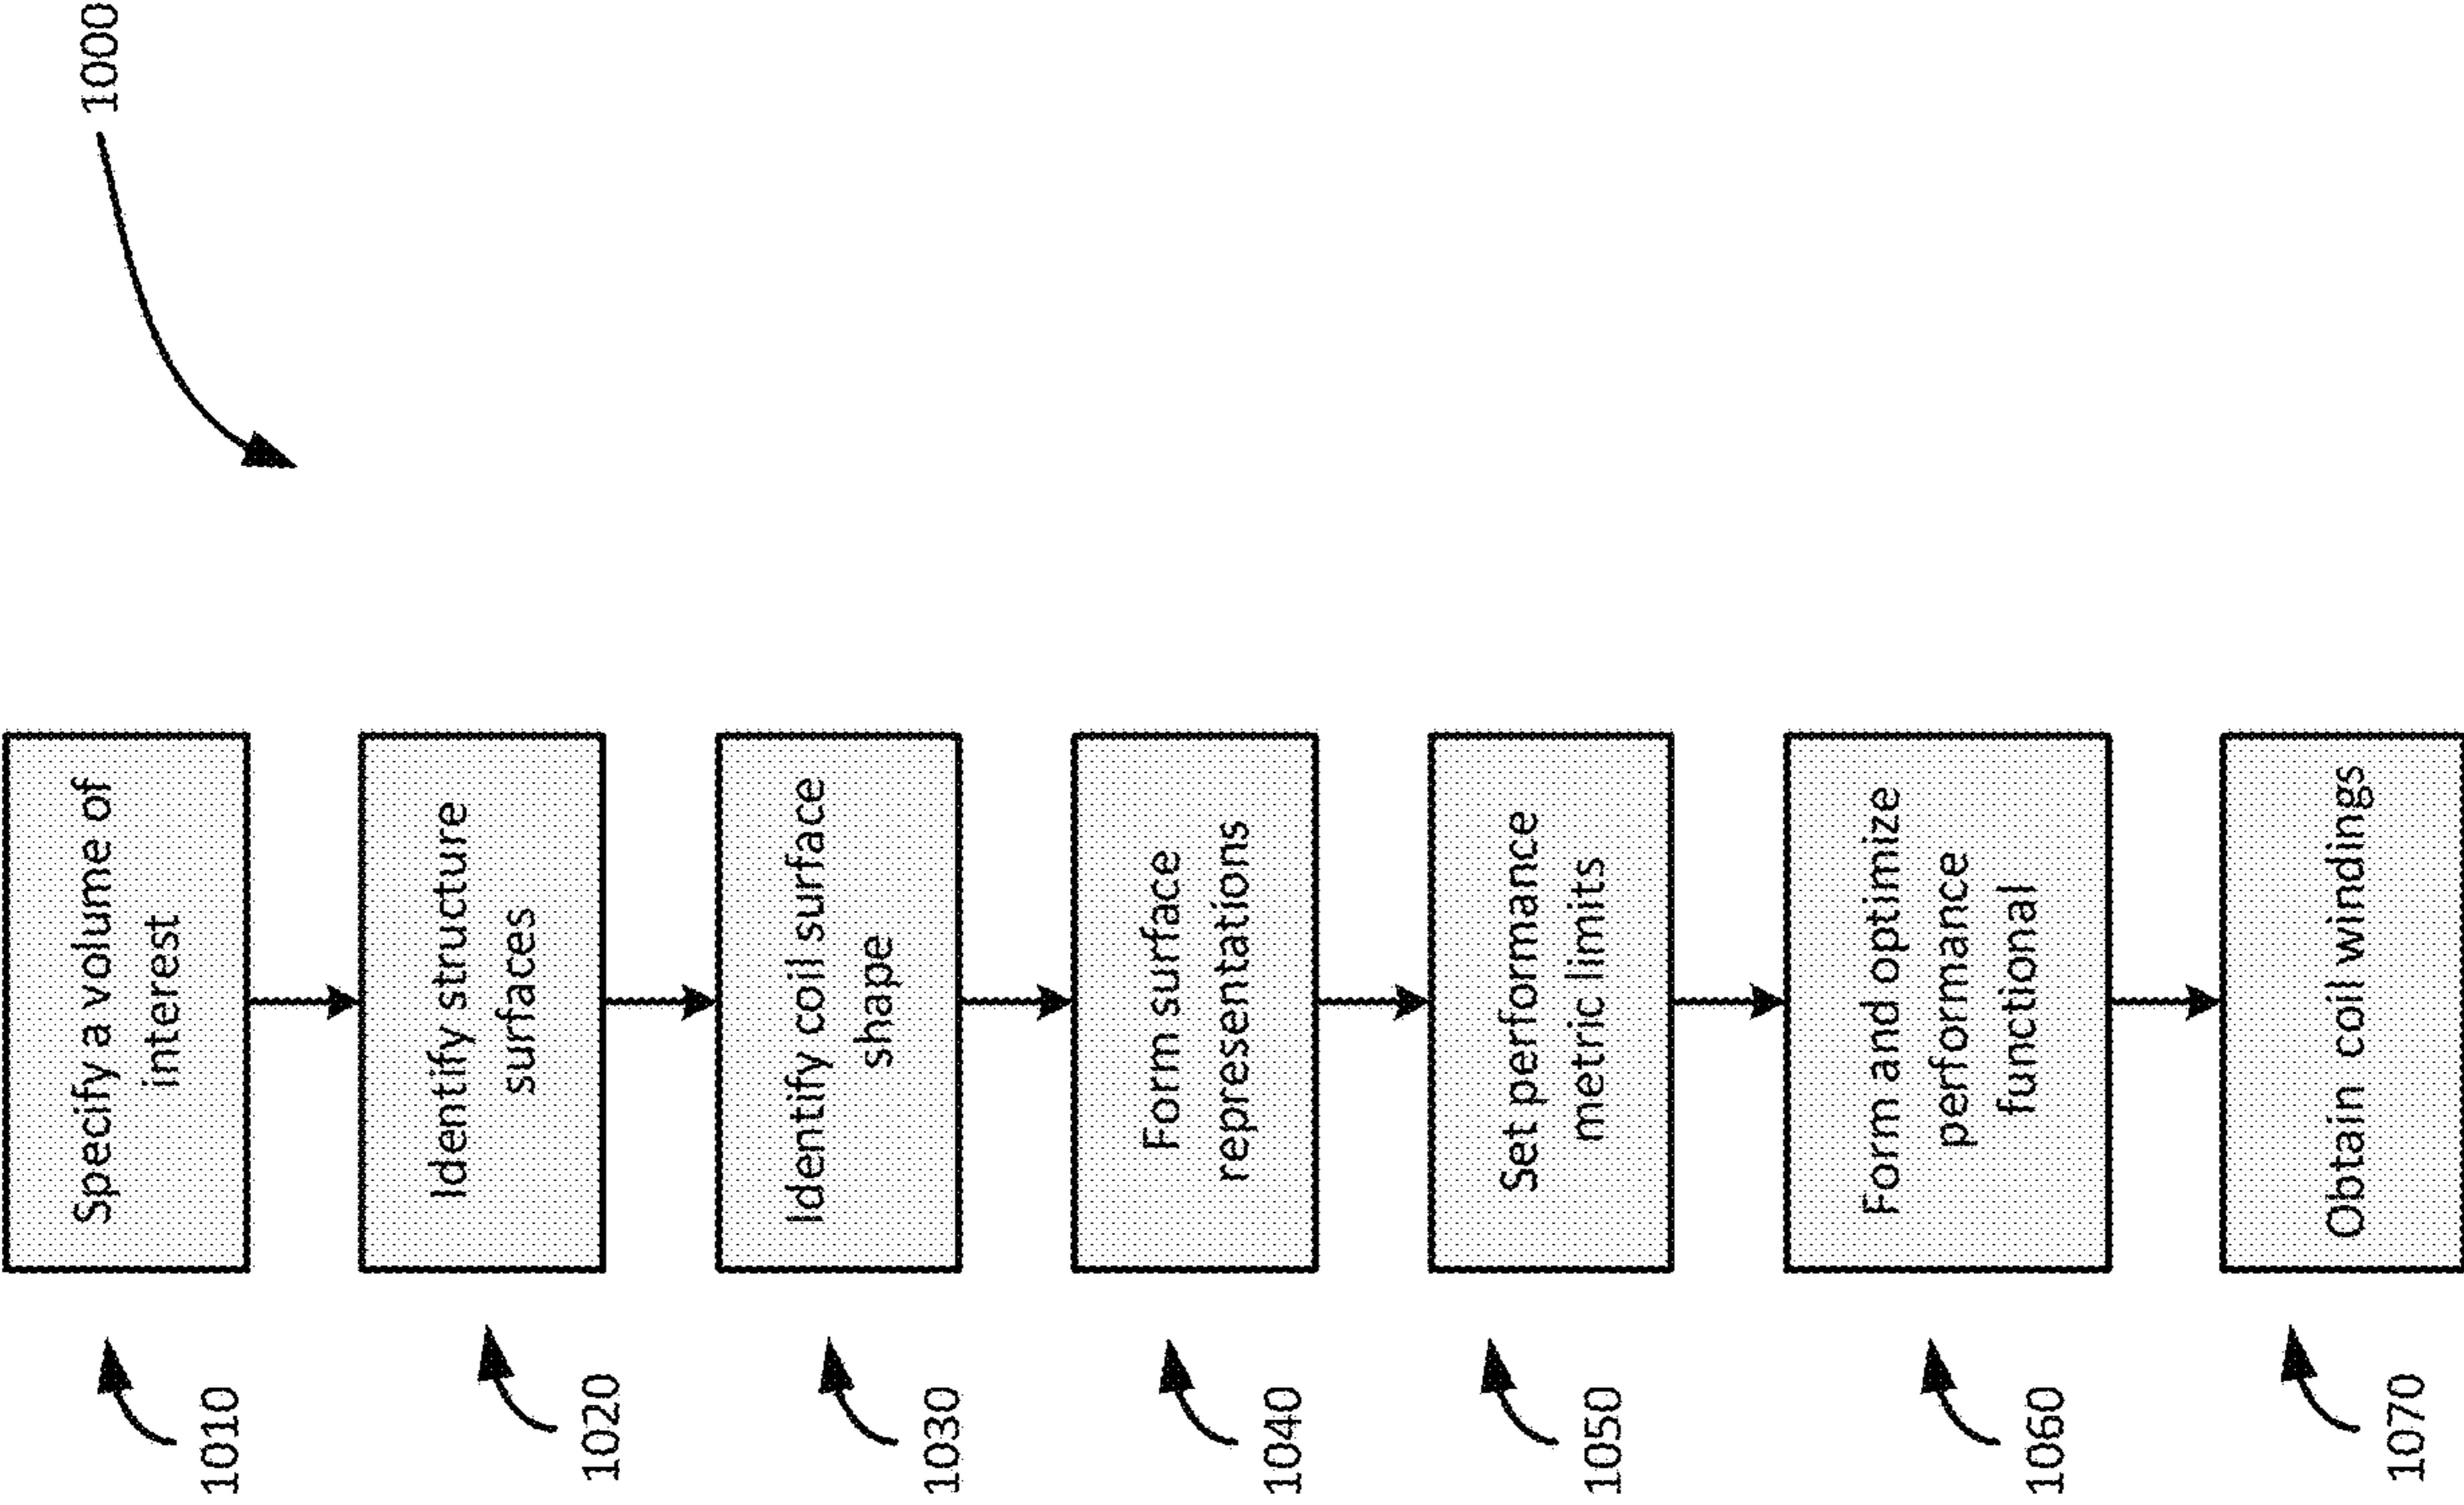 1000
1010
Specify a volume of
interest
1020
Identify structure
surfaces
1030
Identify coil surface
shape
1040
Form surface
representations
1050
Set performance
metric limits
1060
Form and optimize
performance
functional
1070
Obtain coil windings